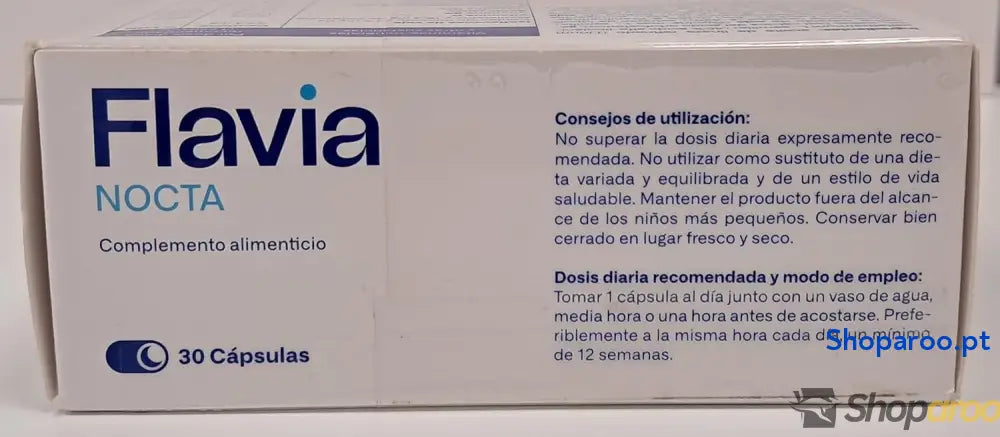 Flavia
NOCTA
Complemento alimenticio
30 Cápsulas
Consejos de utilización:
No superar la dosis diaria expresamente reco-
mendada. No utilizar como sustituto de una die-
ta variada y equilibrada y de un estilo de vida
saludable. Mantener el producto fuera del alcan-
ce de los niños más pequeños. Conservar bien
cerrado en lugar fresco y seco.
Dosis diaria recomendada y modo de empleo:
Tomar 1 cápsula al día junto con un vaso de agua,
media hora o una hora antes de acostarse. Prefe-
riblemente a la misma hora cada día un mínimo
de 12 semanas.
Shoparoo.pt
Shoparoo